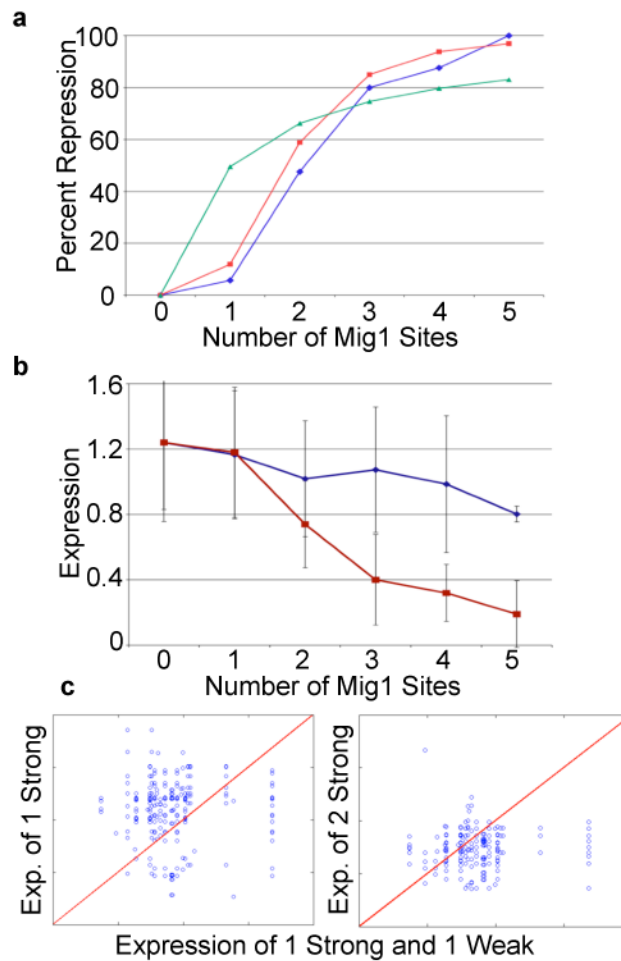 a
100
80
60
40
20
0
Percent Repression
0 1 2 3 4 5
Number of Mig1 Sites
b
1.6
1.2
0.8
0.4
0
Expression
0 1 2 3 4 5
Number of Mig1 Sites
c
Exp. of 1 Strong
Exp. of 2 Strong
Expression of 1 Strong and 1 Weak